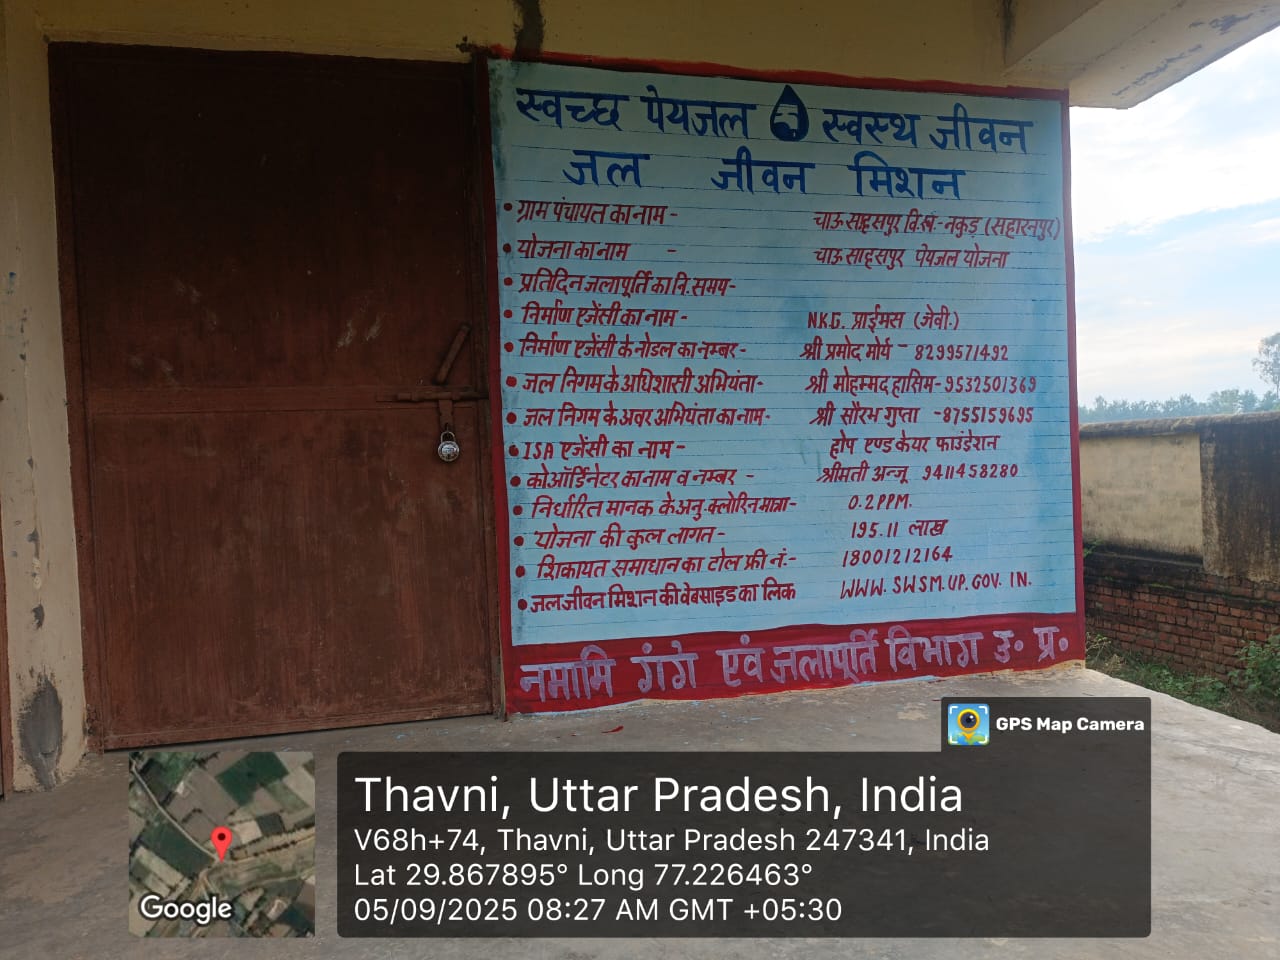 स्वच्छ पेयजल स्वस्थ जीवन
जल जीवन मिशन
• ग्राम पंचायत का नाम - चाऊ साहसपुर वि.ख.- नकुड़ (सहारनपुर)
• योजना का नाम - चाऊ साहसपुर पेयजल योजना
• प्रतिदिन जलापूर्ति का नि. समय-
• निर्माण एजेंसी का नाम - N.K.G. प्राईमस (जेवी.)
• निर्माण एजेंसी के नोडल का नम्बर- श्री प्रमोद मोर्य - 8299571492
• जल निगम के अधिशासी अभियंता- श्री मोहम्मद हासिम-9532501369
• जल निगम के अवर अभियंता का नाम- श्री सौरभ गुप्ता -8755159695
• ISA एजेंसी का नाम - होप एण्ड केयर फाउंडेशन
• कोऑर्डिनेटर का नाम व नम्बर - श्रीमती अन्जू 9411458280
• निर्धारित मानक के अनु. क्लोरिन मात्रा- 0.2 PPM.
• योजना की कुल लागत- 195.11 लाख
• शिकायत समाधान का टोल फ्री नं.- 18001212164
• जल जीवन मिशन की वेबसाइड का लिक WWW.SWSM.UP.GOV.IN.
नमामि गंगे एवं जलापूर्ति विभाग उ॰ प्र॰
GPS Map Camera
Thavni, Uttar Pradesh, India
V68h+74, Thavni, Uttar Pradesh 247341, India
Lat 29.867895° Long 77.226463°
05/09/2025 08:27 AM GMT +05:30
Google